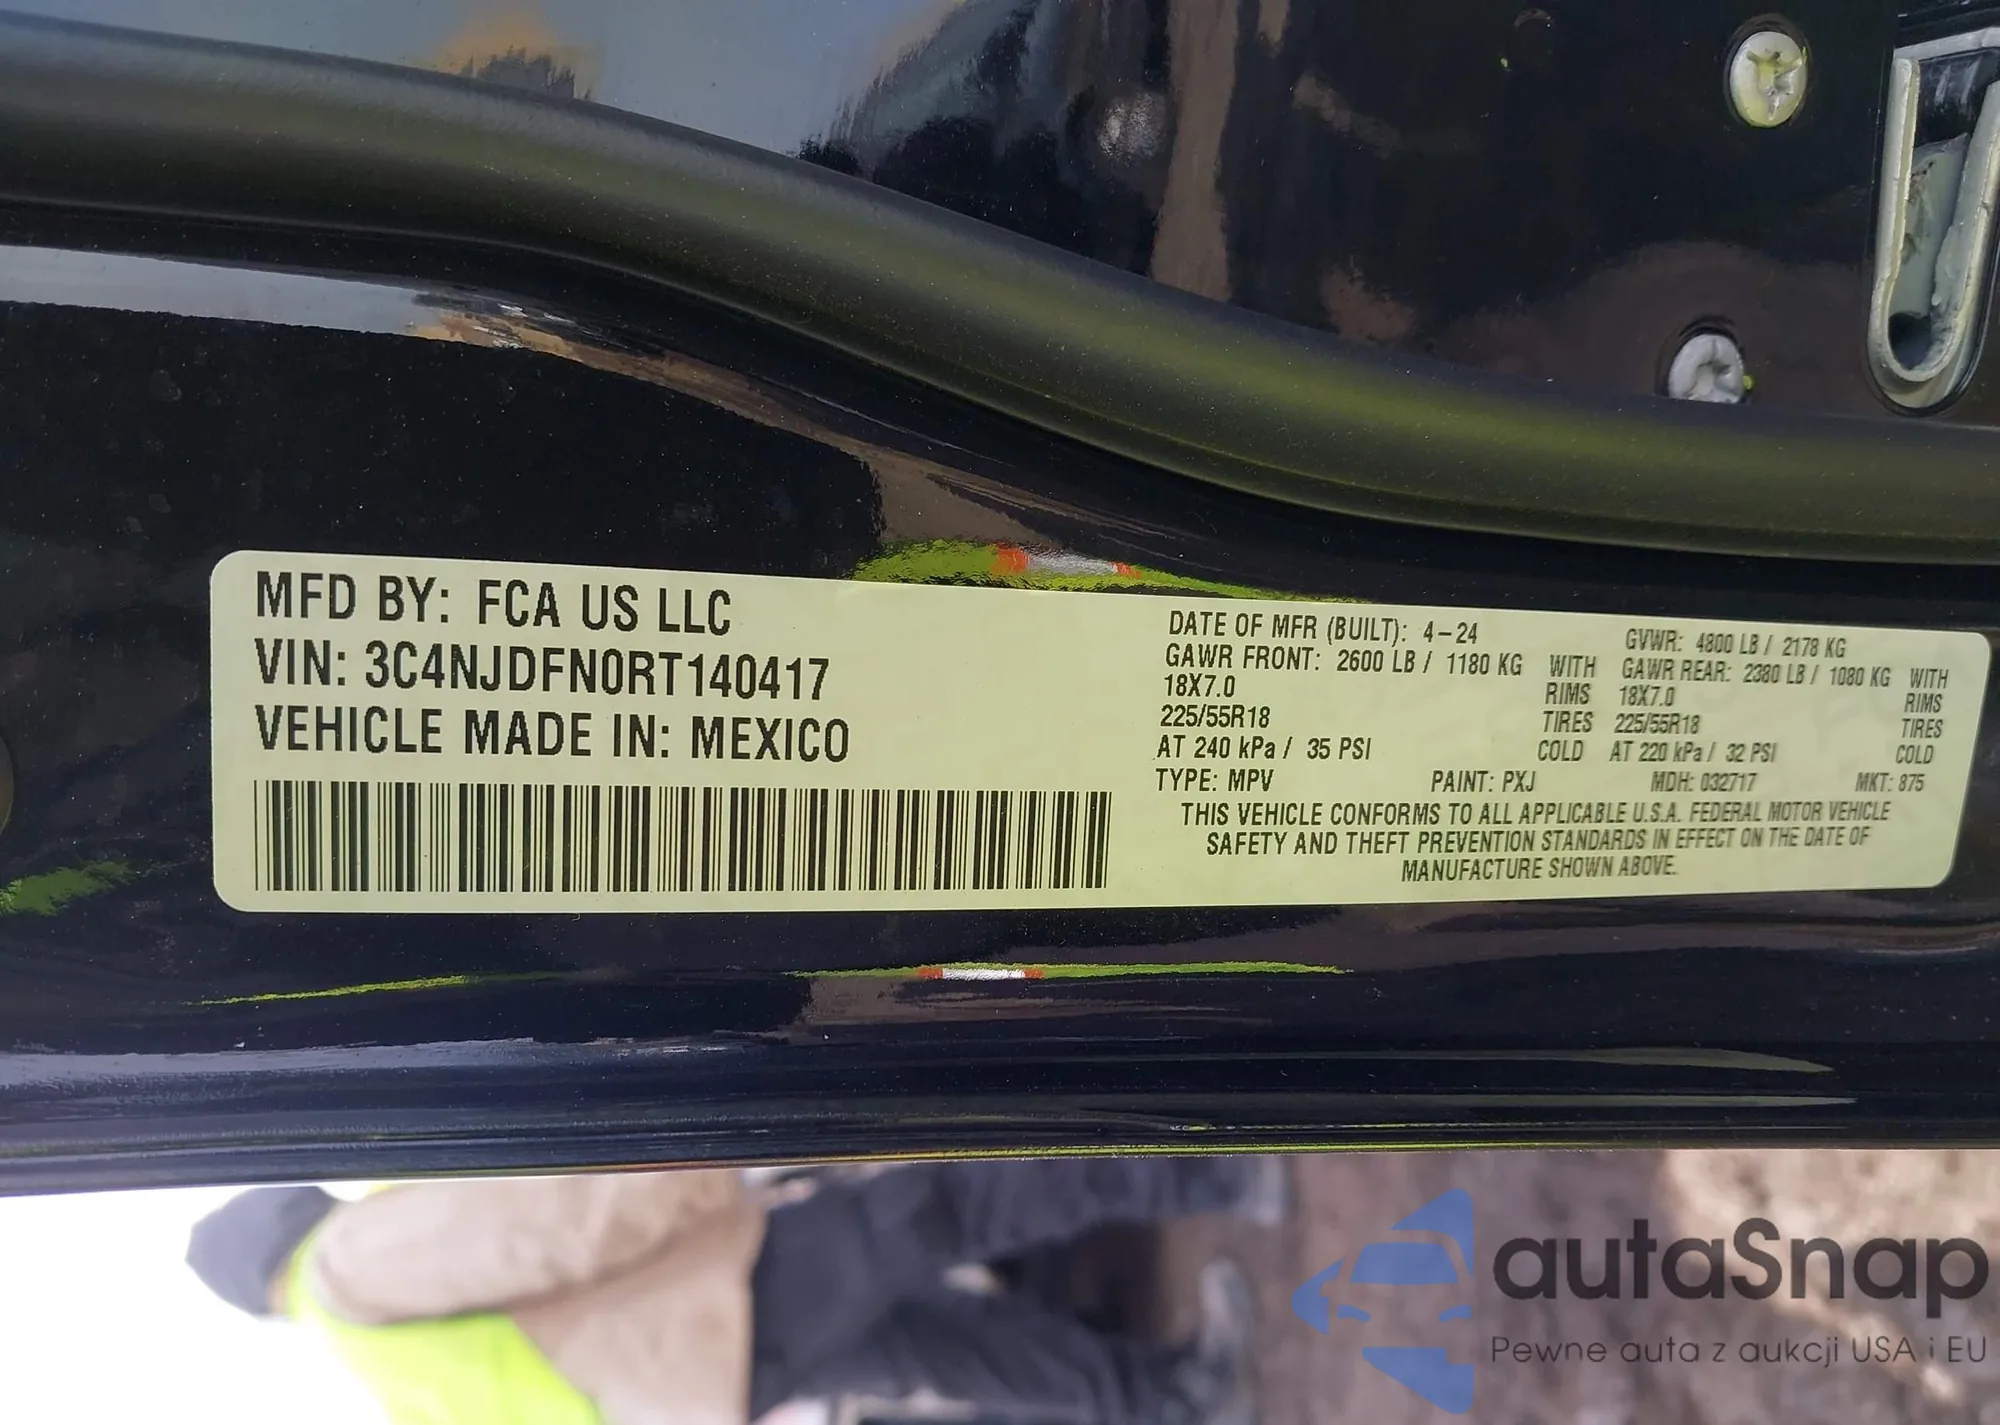 MFD BY: FCA US LLC
VIN: 3C4NJDFN0RT140417
VEHICLE MADE IN: MEXICO
DATE OF MFR (BUILT): 4-24 GVWR: 4800 LB / 2178 KG
GAWR FRONT: 2600 LB / 1180 KG WITH GAWR REAR: 2380 LB / 1080 KG WITH
18X7.0 RIMS 18X7.0 RIMS
225/55R18 TIRES 225/55R18 TIRES
AT 240 kPa / 35 PSI COLD AT 220 kPa / 32 PSI COLD
TYPE: MPV PAINT: PXJ MDH: 032717 MKT: 875
THIS VEHICLE CONFORMS TO ALL APPLICABLE U.S.A. FEDERAL MOTOR VEHICLE
SAFETY AND THEFT PREVENTION STANDARDS IN EFFECT ON THE DATE OF
MANUFACTURE SHOWN ABOVE.
autaSnap
Pewne auta z aukcji USA i EU